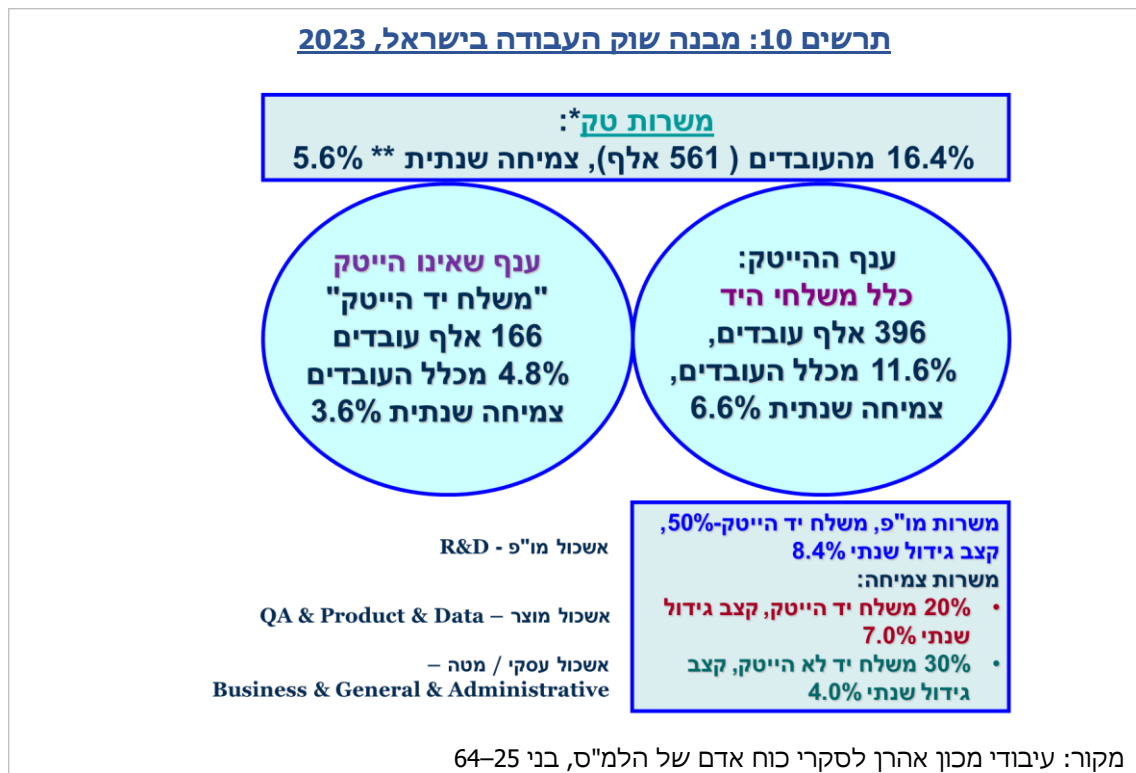 תרשים 10: מבנה שוק העבודה בישראל, 2023
משרות טק*:
16.4% מהעובדים ( 561 אלף), צמיחה שנתית ** 5.6%
ענף ההייטק:
כלל משלחי היד
396 אלף עובדים,
11.6% מכלל העובדים,
צמיחה שנתית 6.6%
ענף שאינו הייטק
"משלח יד הייטק"
166 אלף עובדים
4.8% מכלל העובדים
צמיחה שנתית 3.6%
משרות מו"פ, משלח יד הייטק-50%,
קצב גידול שנתי 8.4%
משרות צמיחה:
• 20% משלח יד הייטק, קצב גידול
שנתי 7.0%
• 30% משלח יד לא הייטק, קצב
גידול שנתי 4.0%
אשכול מו"פ - R&D
אשכול מוצר – QA & Product & Data
אשכול עסקי / מטה –
Business & General & Administrative
מקור: עיבודי מכון אהרן לסקרי כוח אדם של הלמ"ס, בני 25–64